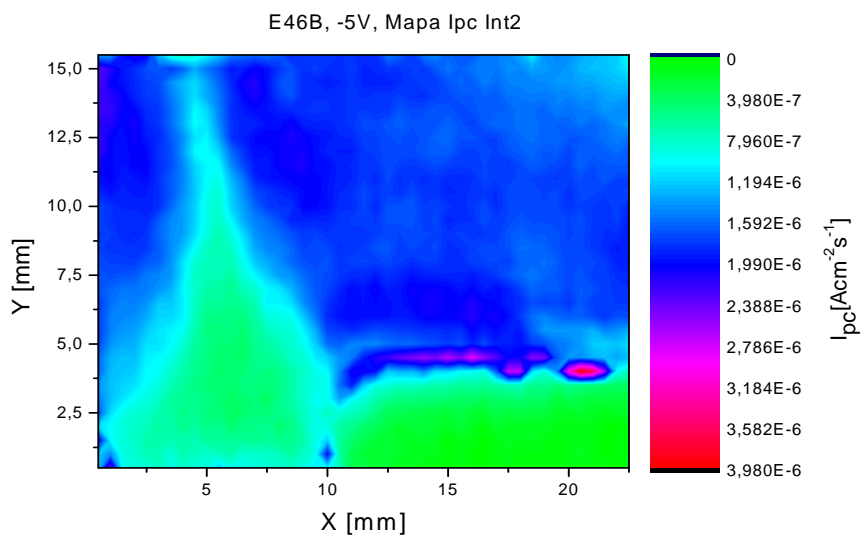 E46B, -5V, Mapa Ipc Int2
15,0
12,5
10,0
7,5
5,0
2,5
Y [mm]
5
10
15
20
X [mm]
0
3,980E-7
7,960E-7
1,194E-6
1,592E-6
1,990E-6
2,388E-6
2,786E-6
3,184E-6
3,582E-6
3,980E-6
I_pc[Acm⁻²s⁻¹]